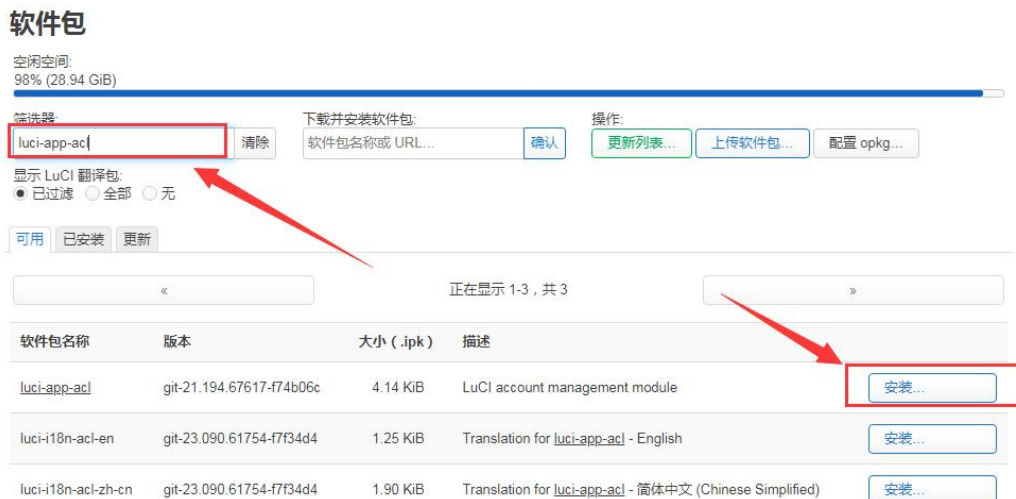 软件包
空闲空间:
98% (28.94 GiB)
筛选器:
下载并安装软件包:
操作:
luci-app-acl
清除
软件包名称或 URL...
确认
更新列表...
上传软件包...
配置 opkg...
显示 LuCI 翻译包:
已过滤 全部 无
可用 已安装 更新
« 正在显示 1-3，共 3 »
软件包名称 版本 大小 (.ipk) 描述
luci-app-acl git-21.194.67617-f74b06c 4.14 KiB LuCI account management module 安装...
luci-i18n-acl-en git-23.090.61754-f7f34d4 1.25 KiB Translation for luci-app-acl - English 安装...
luci-i18n-acl-zh-cn git-23.090.61754-f7f34d4 1.90 KiB Translation for luci-app-acl - 简体中文 (Chinese Simplified) 安装...